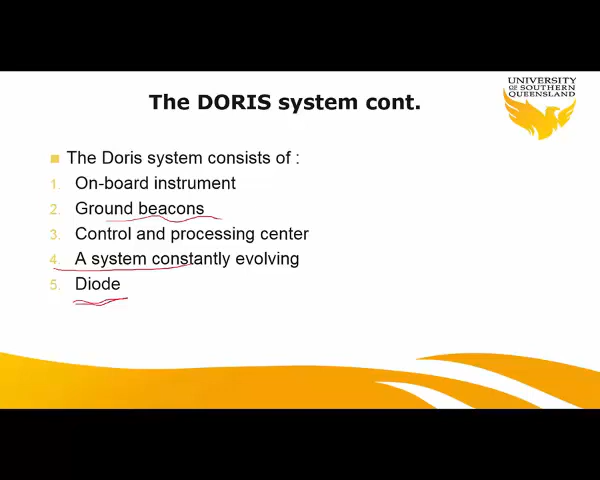 The DORIS system cont.
UNIVERSITY
OF SOUTHERN
QUEENSLAND
The Doris system consists of :
1. On-board instrument
2. Ground beacons
3. Control and processing center
4. A system constantly evolving
5. Diode